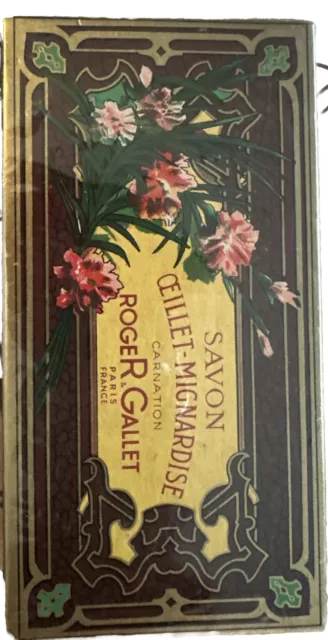 SAVON
ŒILLET-MIGNARDISE
CARNATION
ROGER & GALLET
PARIS
FRANCE